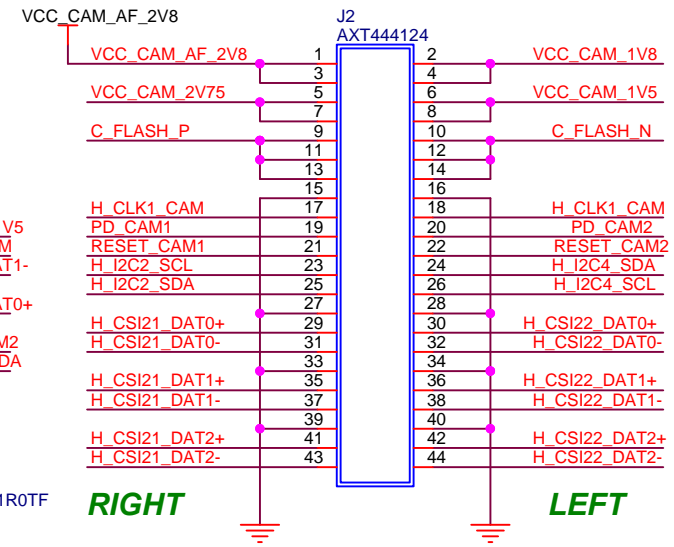 VCC_CAM_AF_2V8
J2
AXT444124
VCC_CAM_AF_2V8 1 2 VCC_CAM_1V8
3 4
VCC_CAM_2V75 5 6 VCC_CAM_1V5
7 8
C_FLASH_P 9 10 C_FLASH_N
11 12
13 14
15 16
H_CLK1_CAM 17 18 H_CLK1_CAM
V5 PD_CAM1 19 20 PD_CAM2
RESET_CAM1 21 22 RESET_CAM2
T1- H_I2C2_SCL 23 24 H_I2C4_SDA
H_I2C2_SDA 25 26 H_I2C4_SCL
T0+ 27 28
H_CSI21_DAT0+ 29 30 H_CSI22_DAT0+
M2 H_CSI21_DAT0- 31 32 H_CSI22_DAT0-
DA 33 34
H_CSI21_DAT1+ 35 36 H_CSI22_DAT1+
H_CSI21_DAT1- 37 38 H_CSI22_DAT1-
39 40
H_CSI21_DAT2+ 41 42 H_CSI22_DAT2+
H_CSI21_DAT2- 43 44 H_CSI22_DAT2-
1R0TF RIGHT LEFT